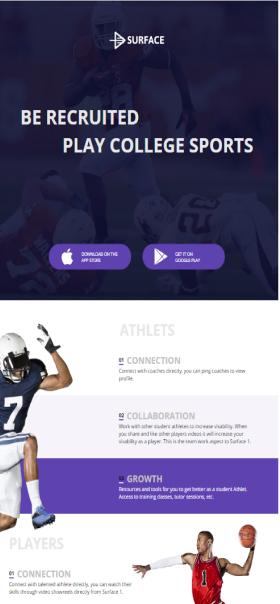 SURFACE
BE RECRUITED
PLAY COLLEGE SPORTS
DOWNLOAD ON THE
APP STORE
GET IT ON
GOOGLE PLAY
ATHLETS
01 CONNECTION
Connect with coaches directly, you can ping coaches to view
profile.
02 COLLABORATION
Work with other student athletes to increase visability. When
you share and like other players videos it will increase your
visability as a player. This is the team work aspect to Surface 1.
03 GROWTH
Resources and tools for you to get better as a student Athlet.
Access to training classes, tutor sessions, etc.
PLAYERS
01 CONNECTION
Connect with talented athlete directly, you can watch their
skills through video showreels directly from Surface 1.